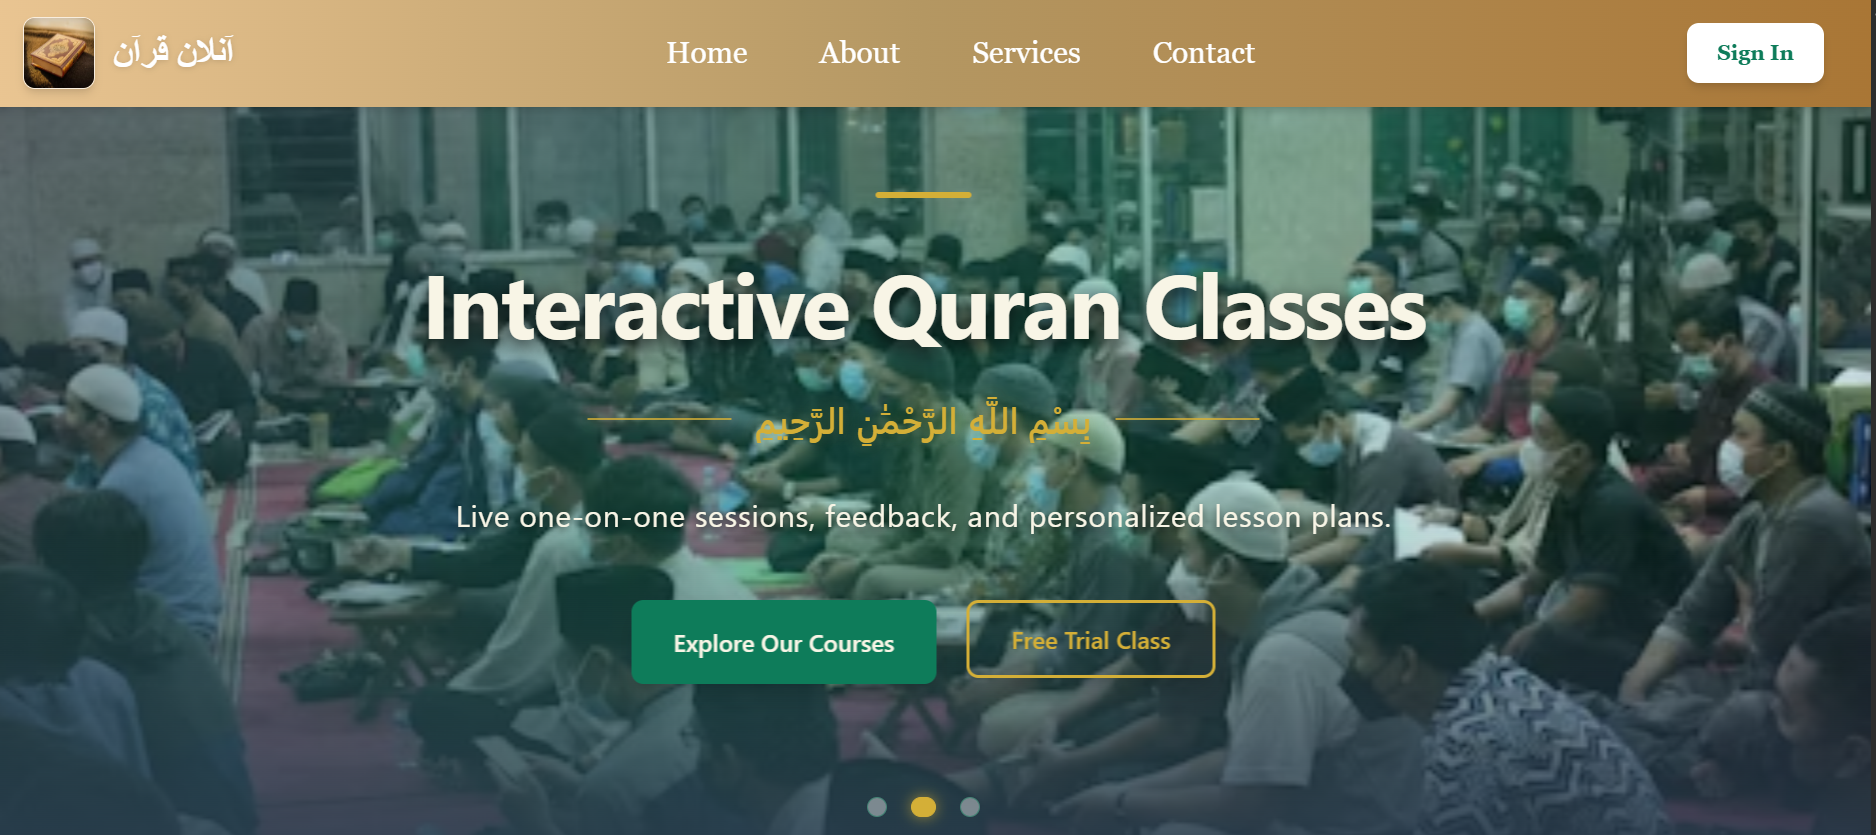 آنلان قرآن
Home About Services Contact
Sign In
Interactive Quran Classes
بِسْمِ اللَّهِ الرَّحْمَٰنِ الرَّحِيمِ
Live one-on-one sessions, feedback, and personalized lesson plans.
Explore Our Courses
Free Trial Class